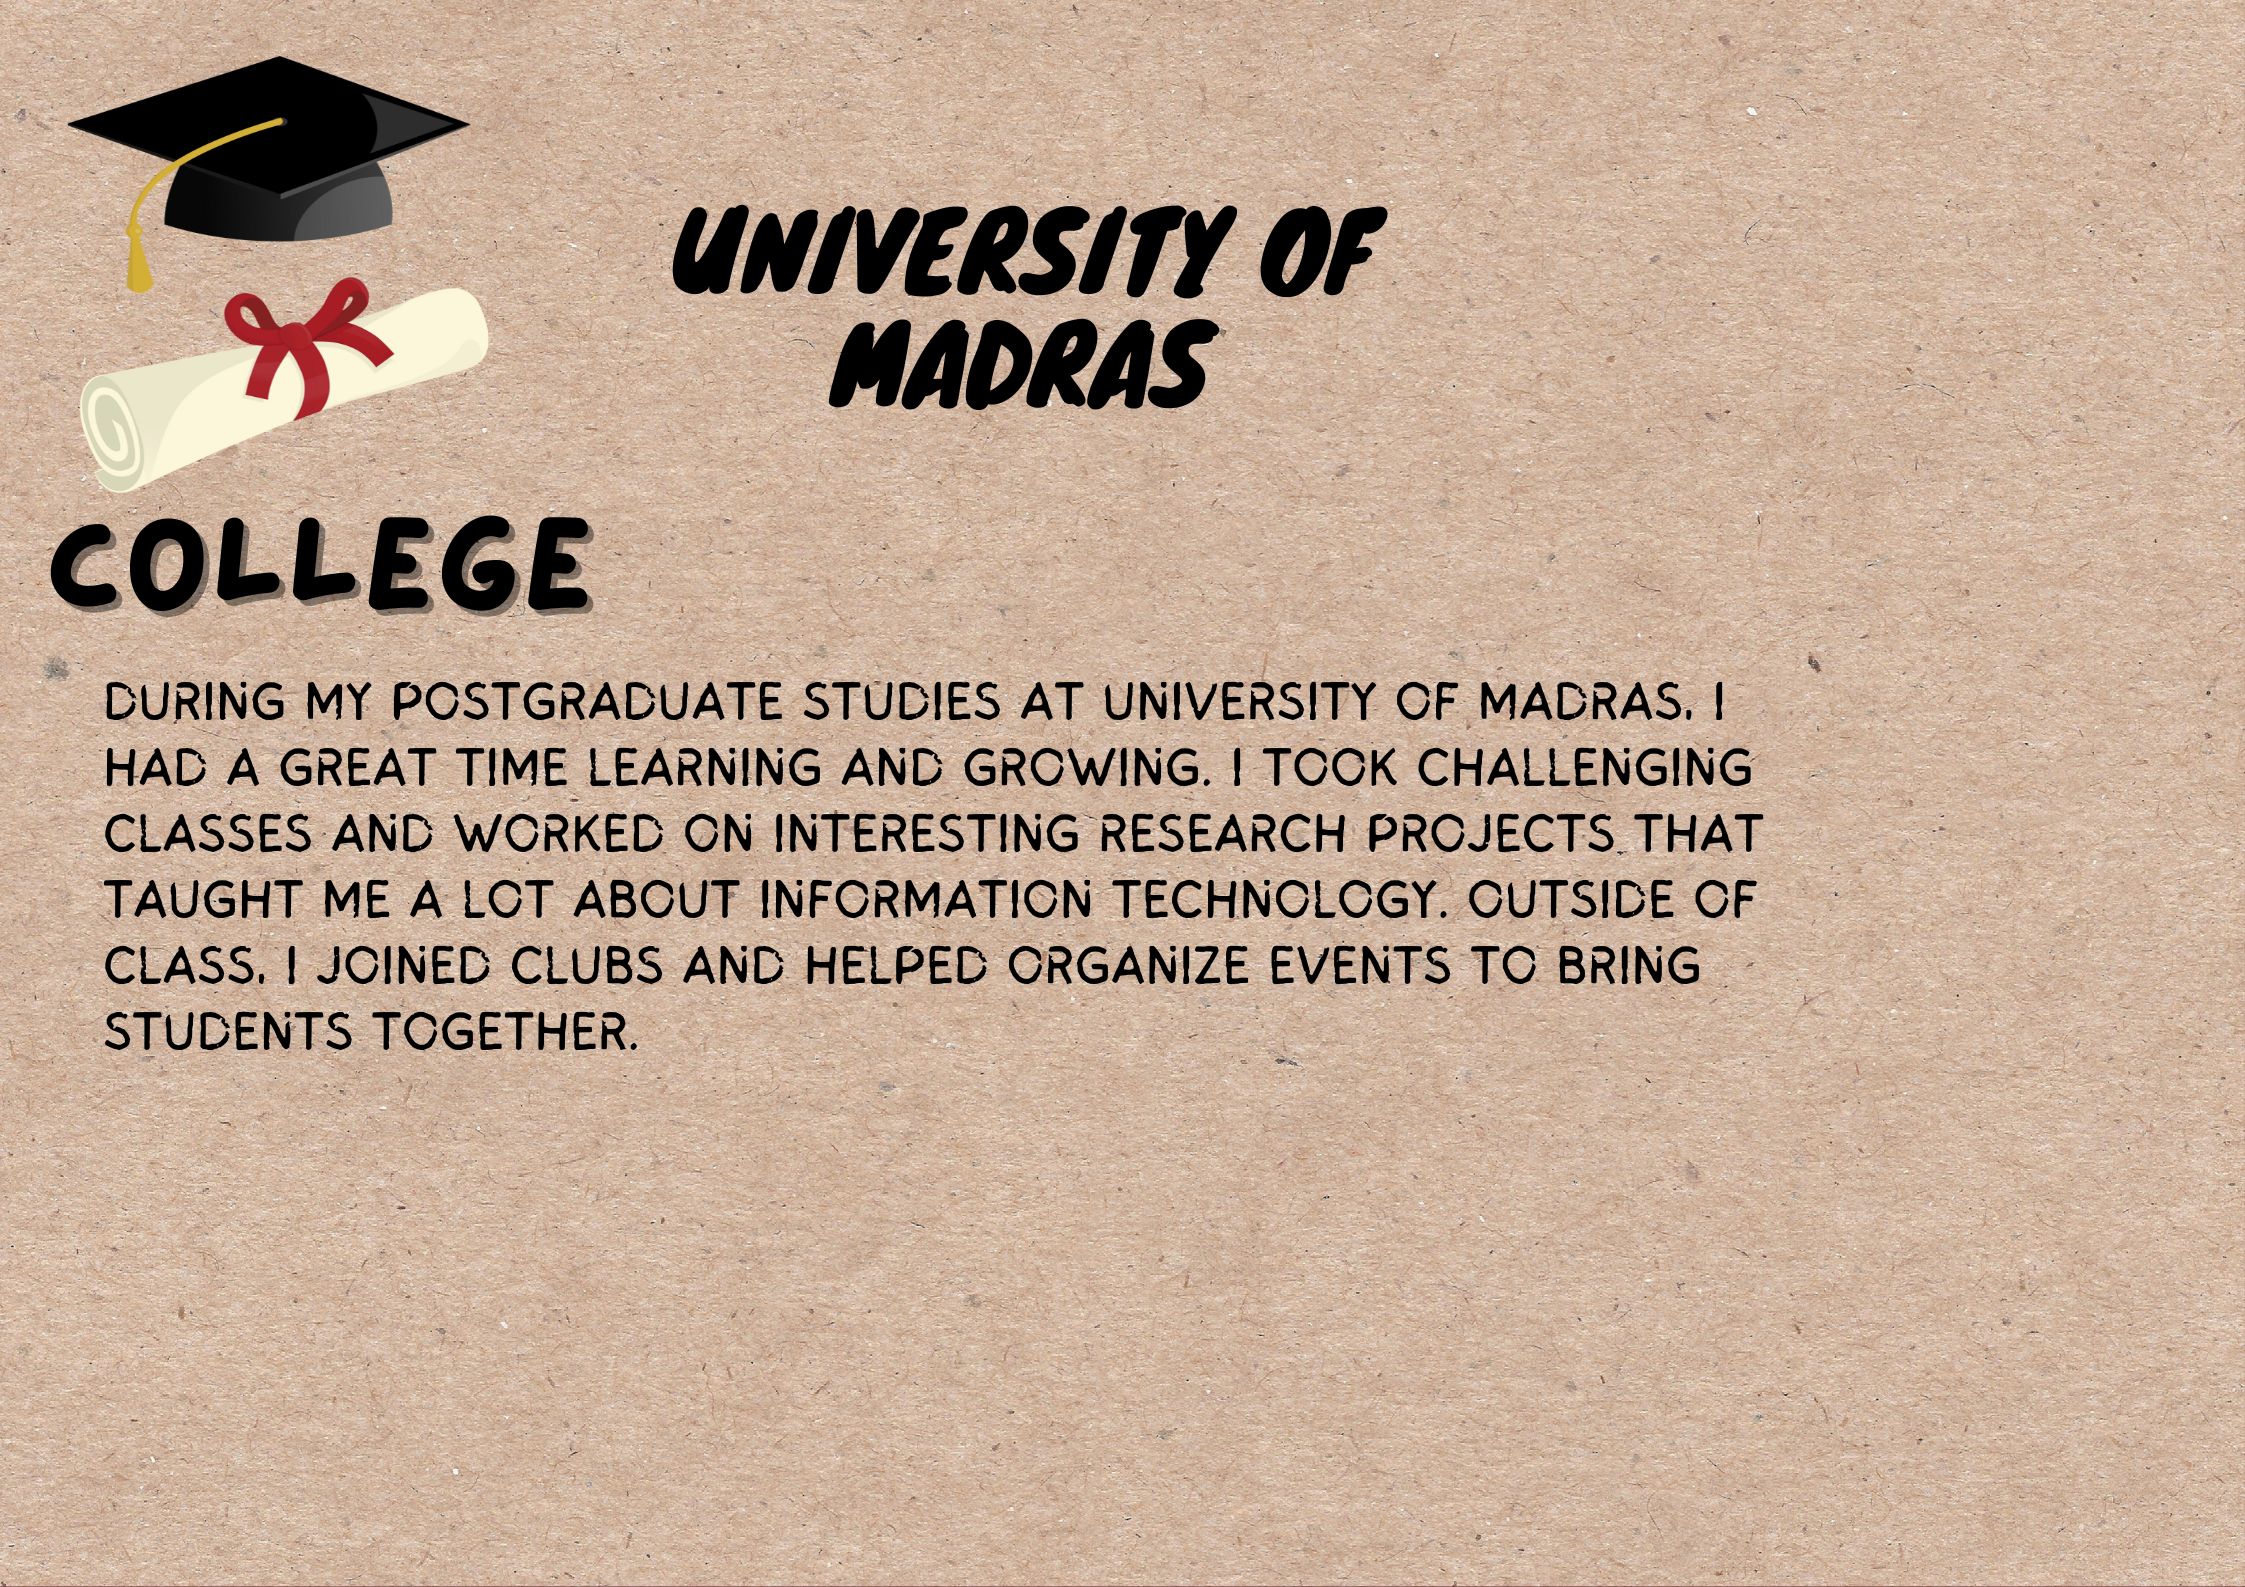 UNIVERSITY OF
MADRAS
COLLEGE
DURING MY POSTGRADUATE STUDIES AT UNIVERSITY OF MADRAS, I
HAD A GREAT TIME LEARNING AND GROWING. I TOOK CHALLENGING
CLASSES AND WORKED ON INTERESTING RESEARCH PROJECTS THAT
TAUGHT ME A LOT ABOUT INFORMATION TECHNOLOGY. OUTSIDE OF
CLASS, I JOINED CLUBS AND HELPED ORGANIZE EVENTS TO BRING
STUDENTS TOGETHER.